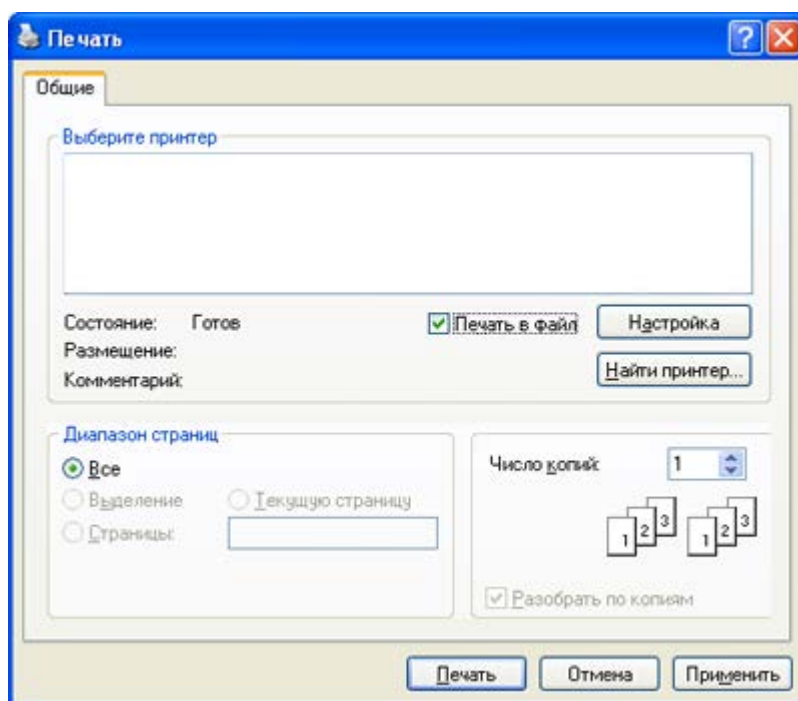 Печать
Общие
Выберите принтер
Состояние: Готов
Печать в файл
Настройка
Размещение:
Найти принтер...
Комментарий:
Диапазон страниц
Все
Выделение
Текущую страницу
Страницы:
Число копий:
1
1 2 3 1 2 3
Разобрать по копиям
Печать
Отмена
Применить